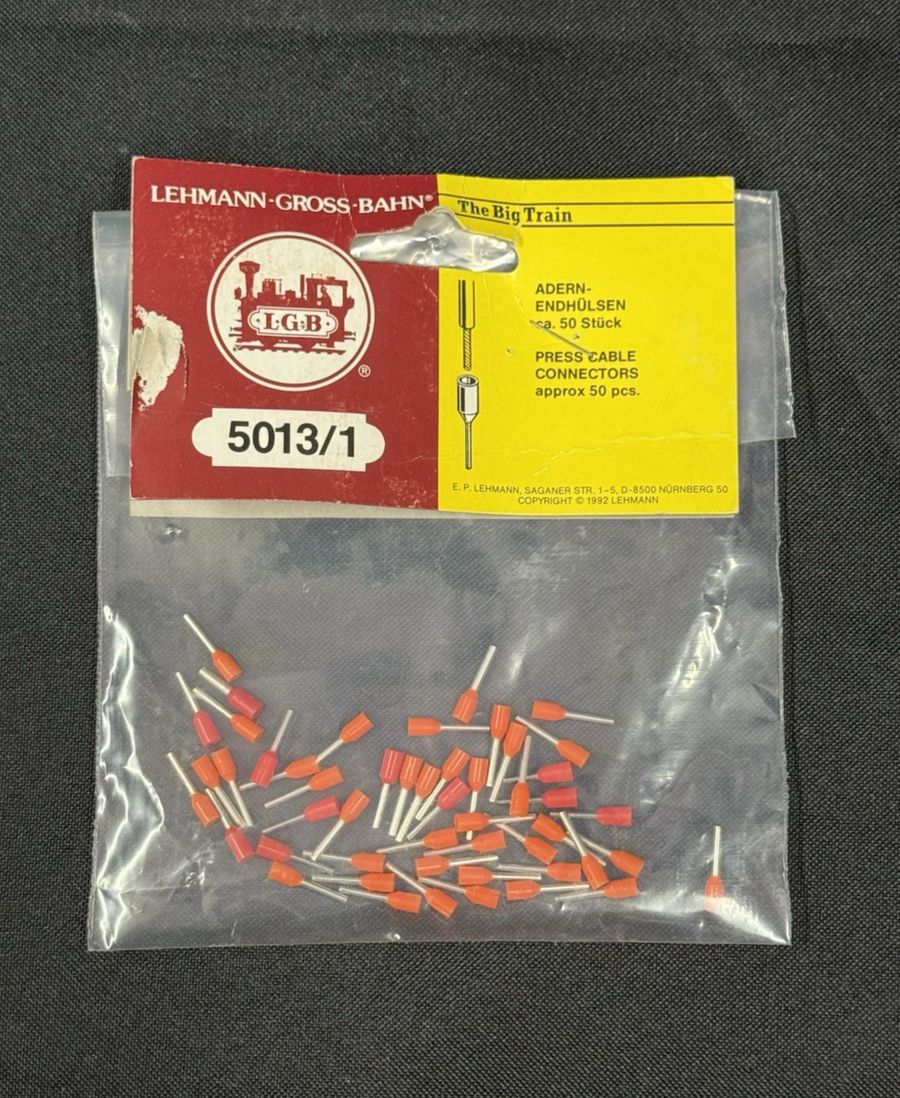 LEHMANN-GROSS-BAHN®
The Big Train
L·G·B
®
5013/1
ADERN-
ENDHÜLSEN
ca. 50 Stück
PRESS CABLE
CONNECTORS
approx 50 pcs.
E. P. LEHMANN, SAGANER STR. 1–5, D-8500 NÜRNBERG 50
COPYRIGHT © 1992 LEHMANN